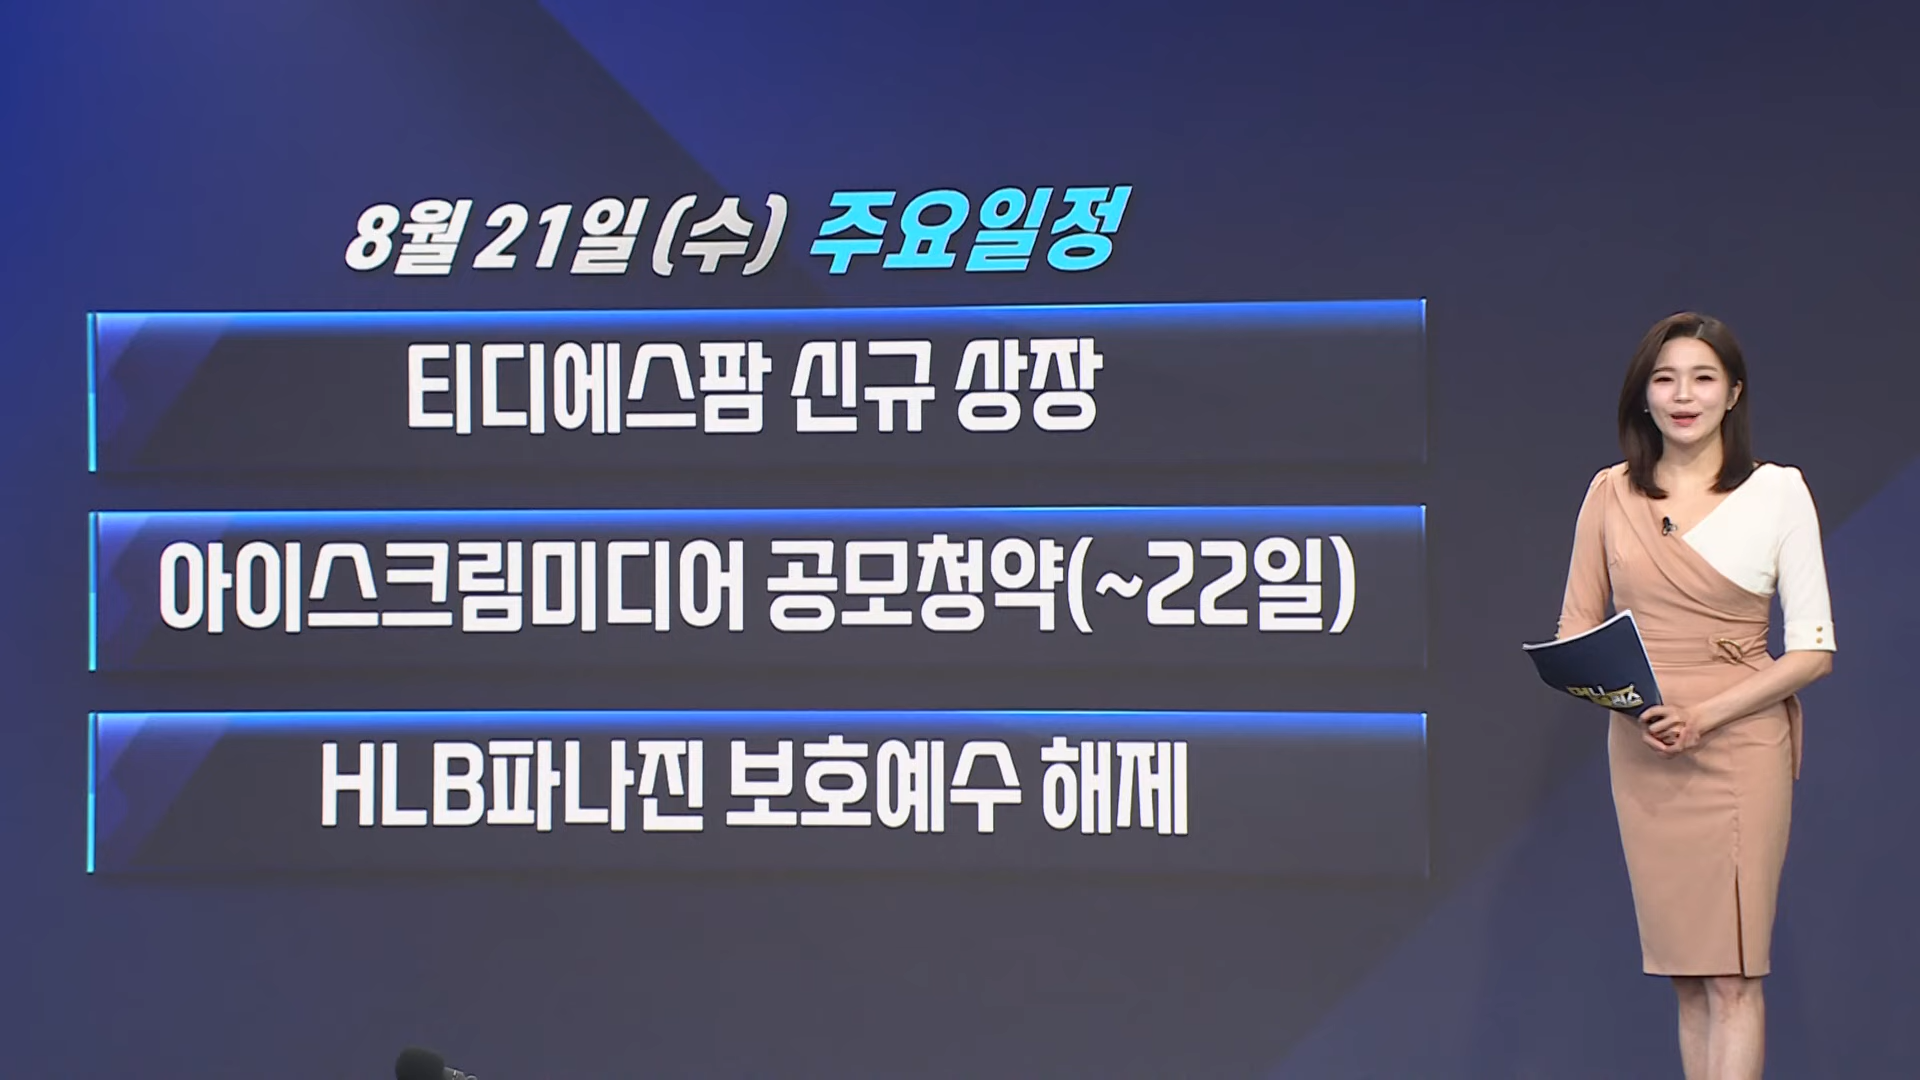 8월 21일(수) 주요일정
티디에스팜 신규 상장
아이스크림미디어 공모청약(~22일)
HLB파나진 보호예수 해제
머니